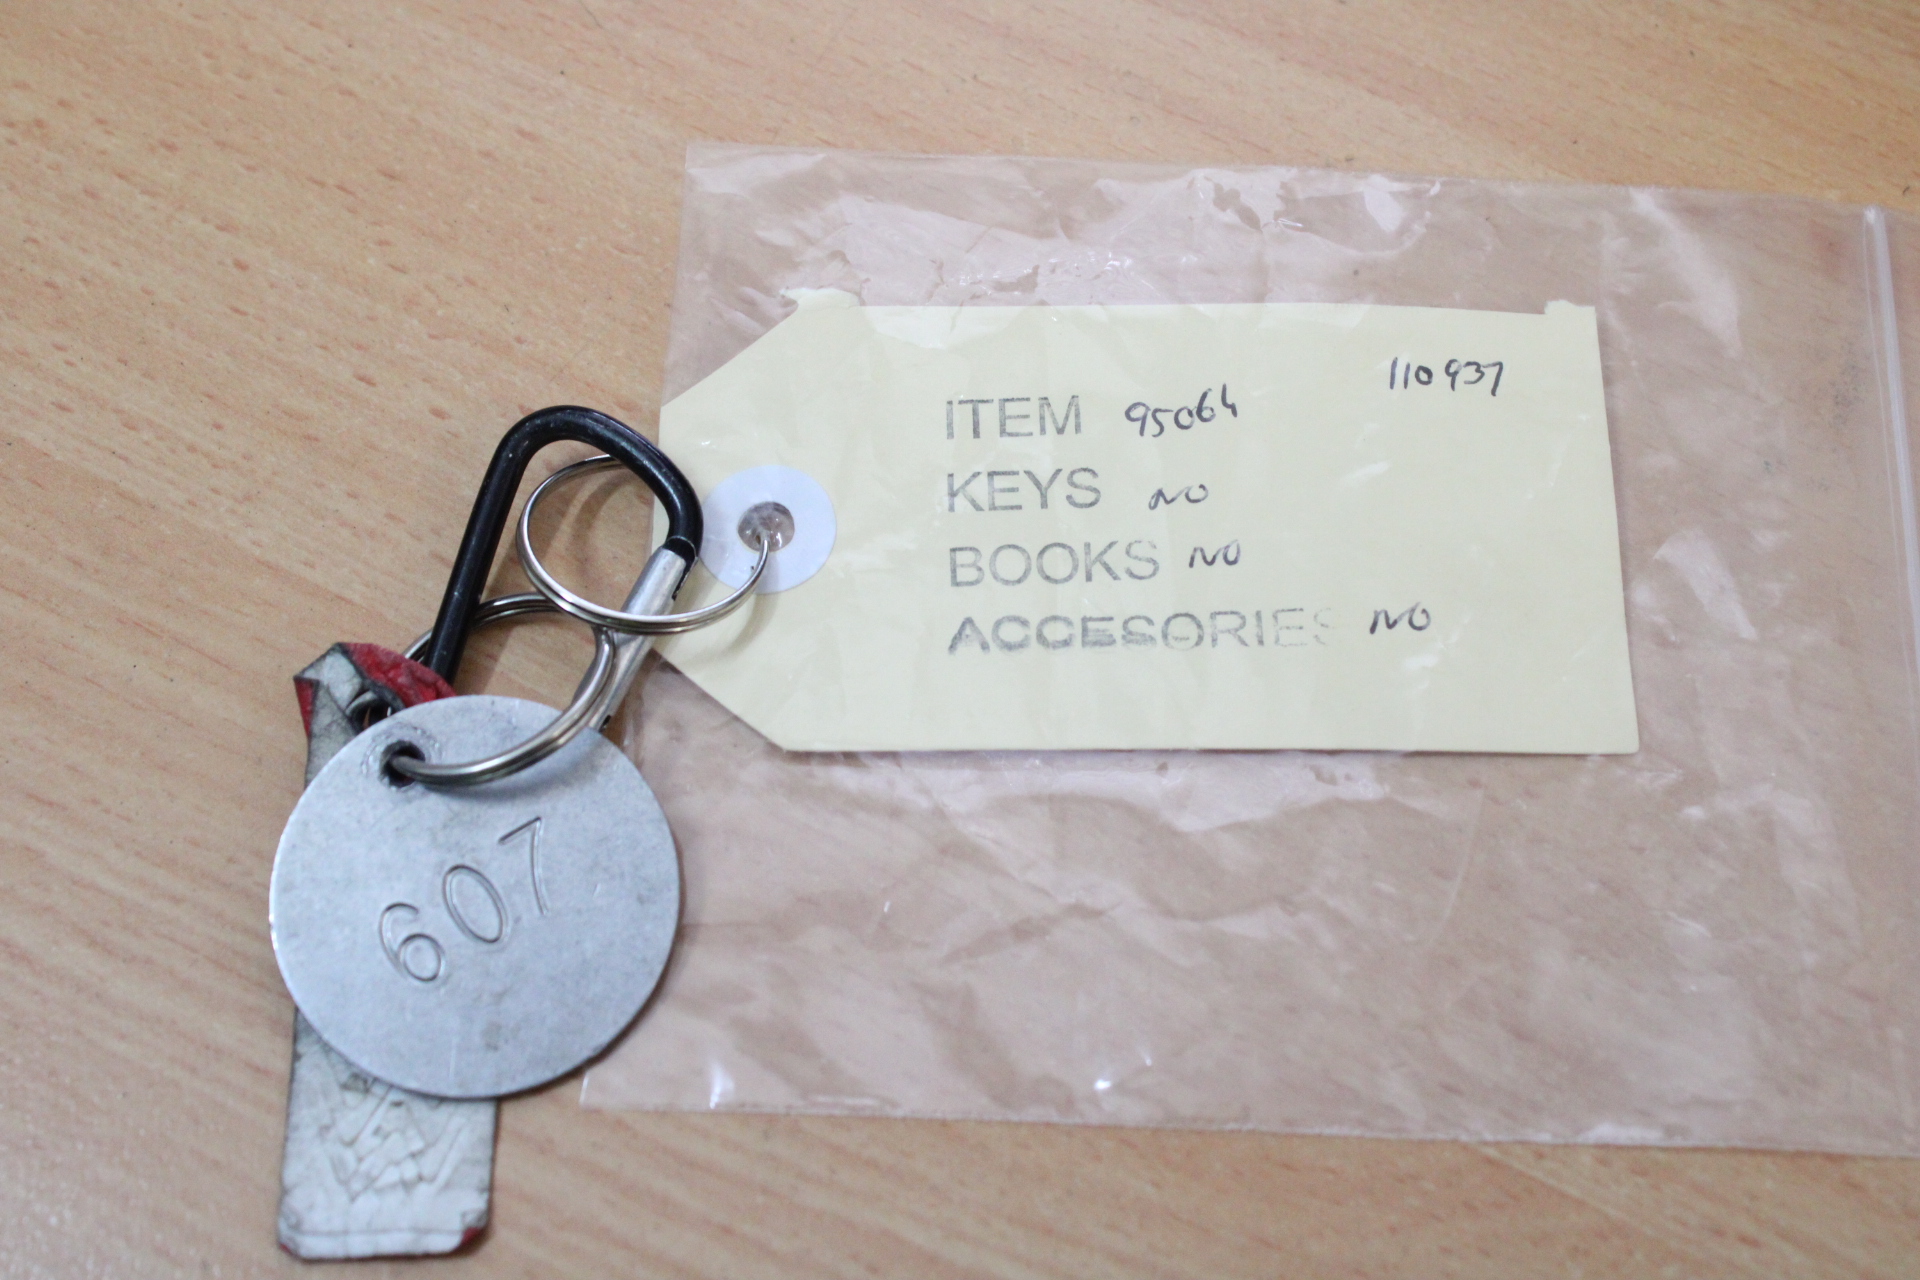 110937
ITEM 95064
KEYS NO
BOOKS NO
ACCESORIES NO
607